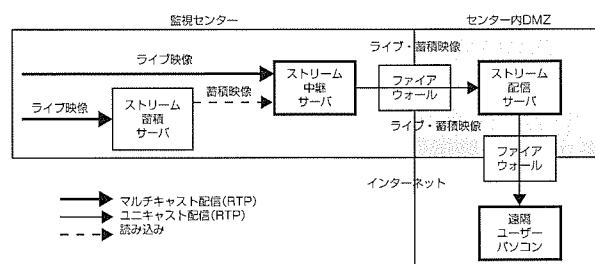 監視センター
センター内DMZ
ライブ・蓄積映像
ライブ映像
ストリーム
中継
サーバ
ファイア
ウォール
ストリーム
配信
サーバ
蓄積映像
ライブ映像
ストリーム
蓄積
サーバ
ライブ・蓄積映像
ファイア
ウォール
インターネット
マルチキャスト配信(RTP)
ユニキャスト配信(RTP)
読み込み
遠隔
ユーザー
パソコン